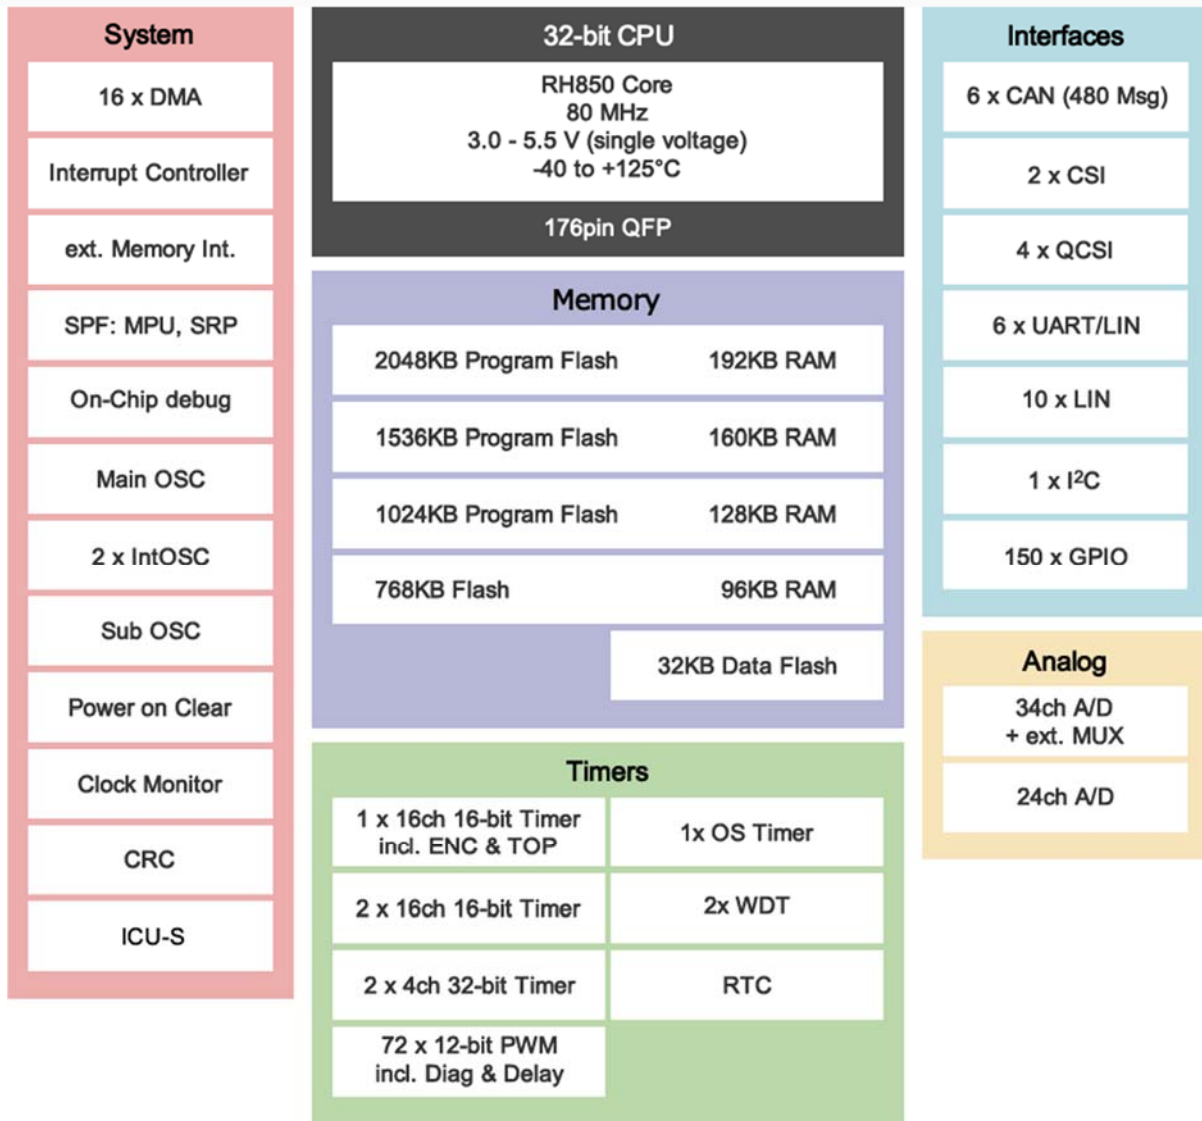 System
16 x DMA
Interrupt Controller
ext. Memory Int.
SPF: MPU, SRP
On-Chip debug
Main OSC
2 x IntOSC
Sub OSC
Power on Clear
Clock Monitor
CRC
ICU-S
32-bit CPU
RH850 Core
80 MHz
3.0 - 5.5 V (single voltage)
-40 to +125°C
176pin QFP
Memory
2048KB Program Flash 192KB RAM
1536KB Program Flash 160KB RAM
1024KB Program Flash 128KB RAM
768KB Flash 96KB RAM
32KB Data Flash
Timers
1 x 16ch 16-bit Timer
incl. ENC & TOP
1x OS Timer
2 x 16ch 16-bit Timer
2x WDT
2 x 4ch 32-bit Timer
RTC
72 x 12-bit PWM
incl. Diag & Delay
Interfaces
6 x CAN (480 Msg)
2 x CSI
4 x QCSI
6 x UART/LIN
10 x LIN
1 x I²C
150 x GPIO
Analog
34ch A/D
+ ext. MUX
24ch A/D